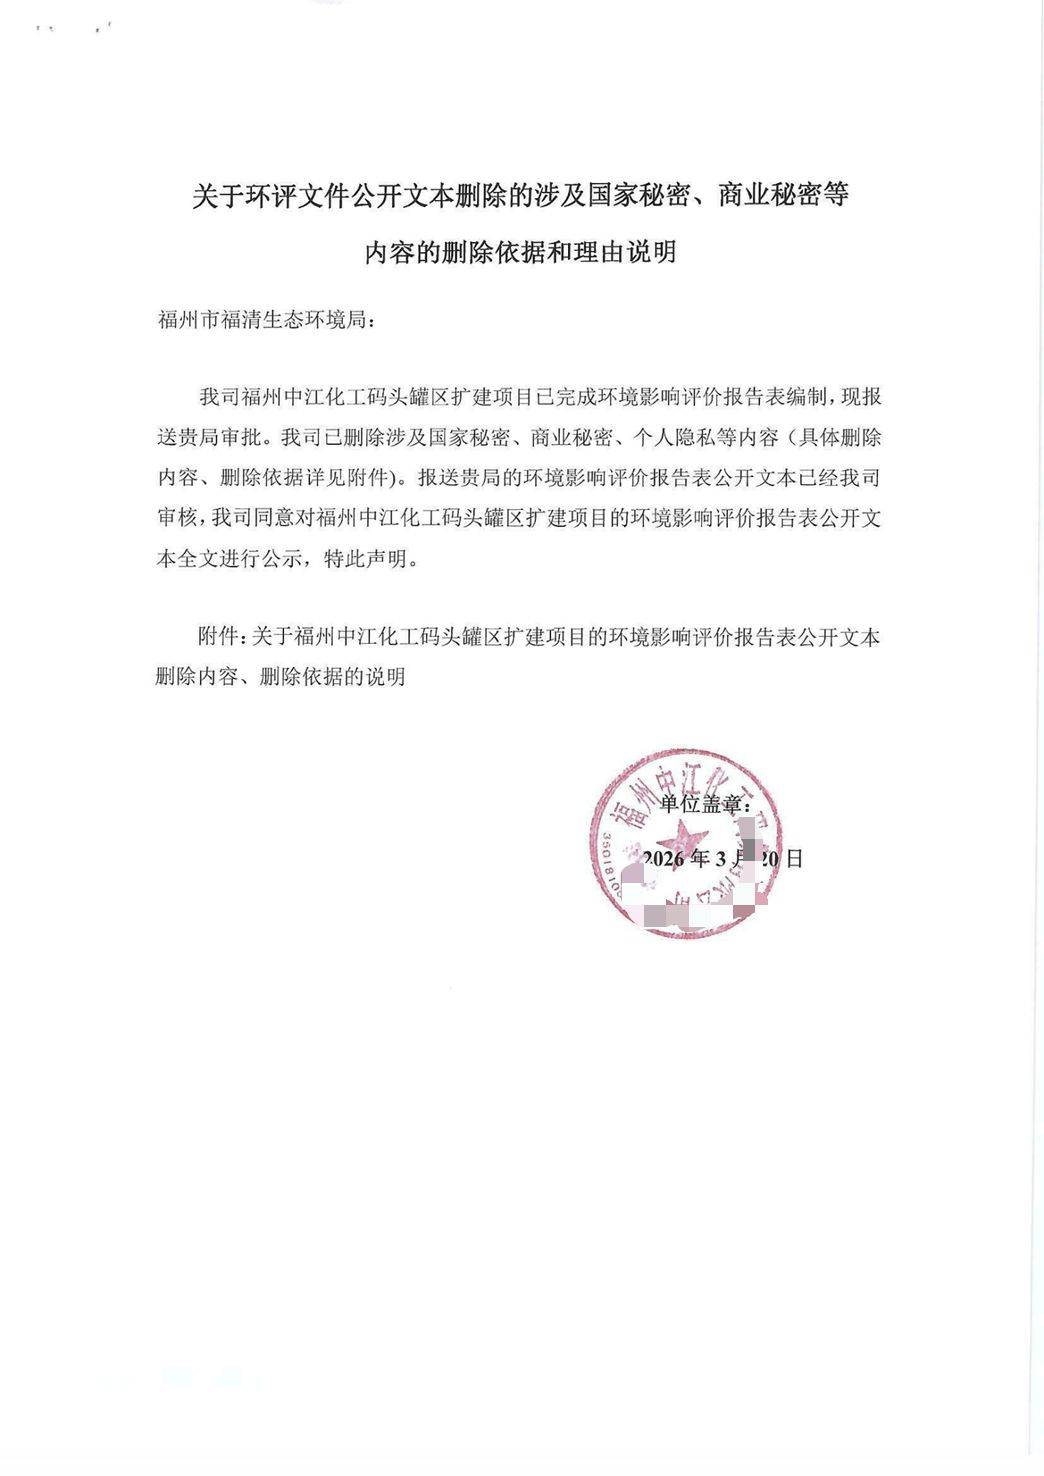 关于环评文件公开文本删除的涉及国家秘密、商业秘密等
内容的删除依据和理由说明
福州市福清生态环境局：
我司福州中江化工码头罐区扩建项目已完成环境影响评价报告表编制，现报
送贵局审批。我司已删除涉及国家秘密、商业秘密、个人隐私等内容（具体删除
内容、删除依据详见附件)。报送贵局的环境影响评价报告表公开文本已经我司
审核，我司同意对福州中江化工码头罐区扩建项目的环境影响评价报告表公开文
本全文进行公示，特此声明。
附件：关于福州中江化工码头罐区扩建项目的环境影响评价报告表公开文本
删除内容、删除依据的说明
福州中江化工
单位盖章：
2026 年 3 月 20 日